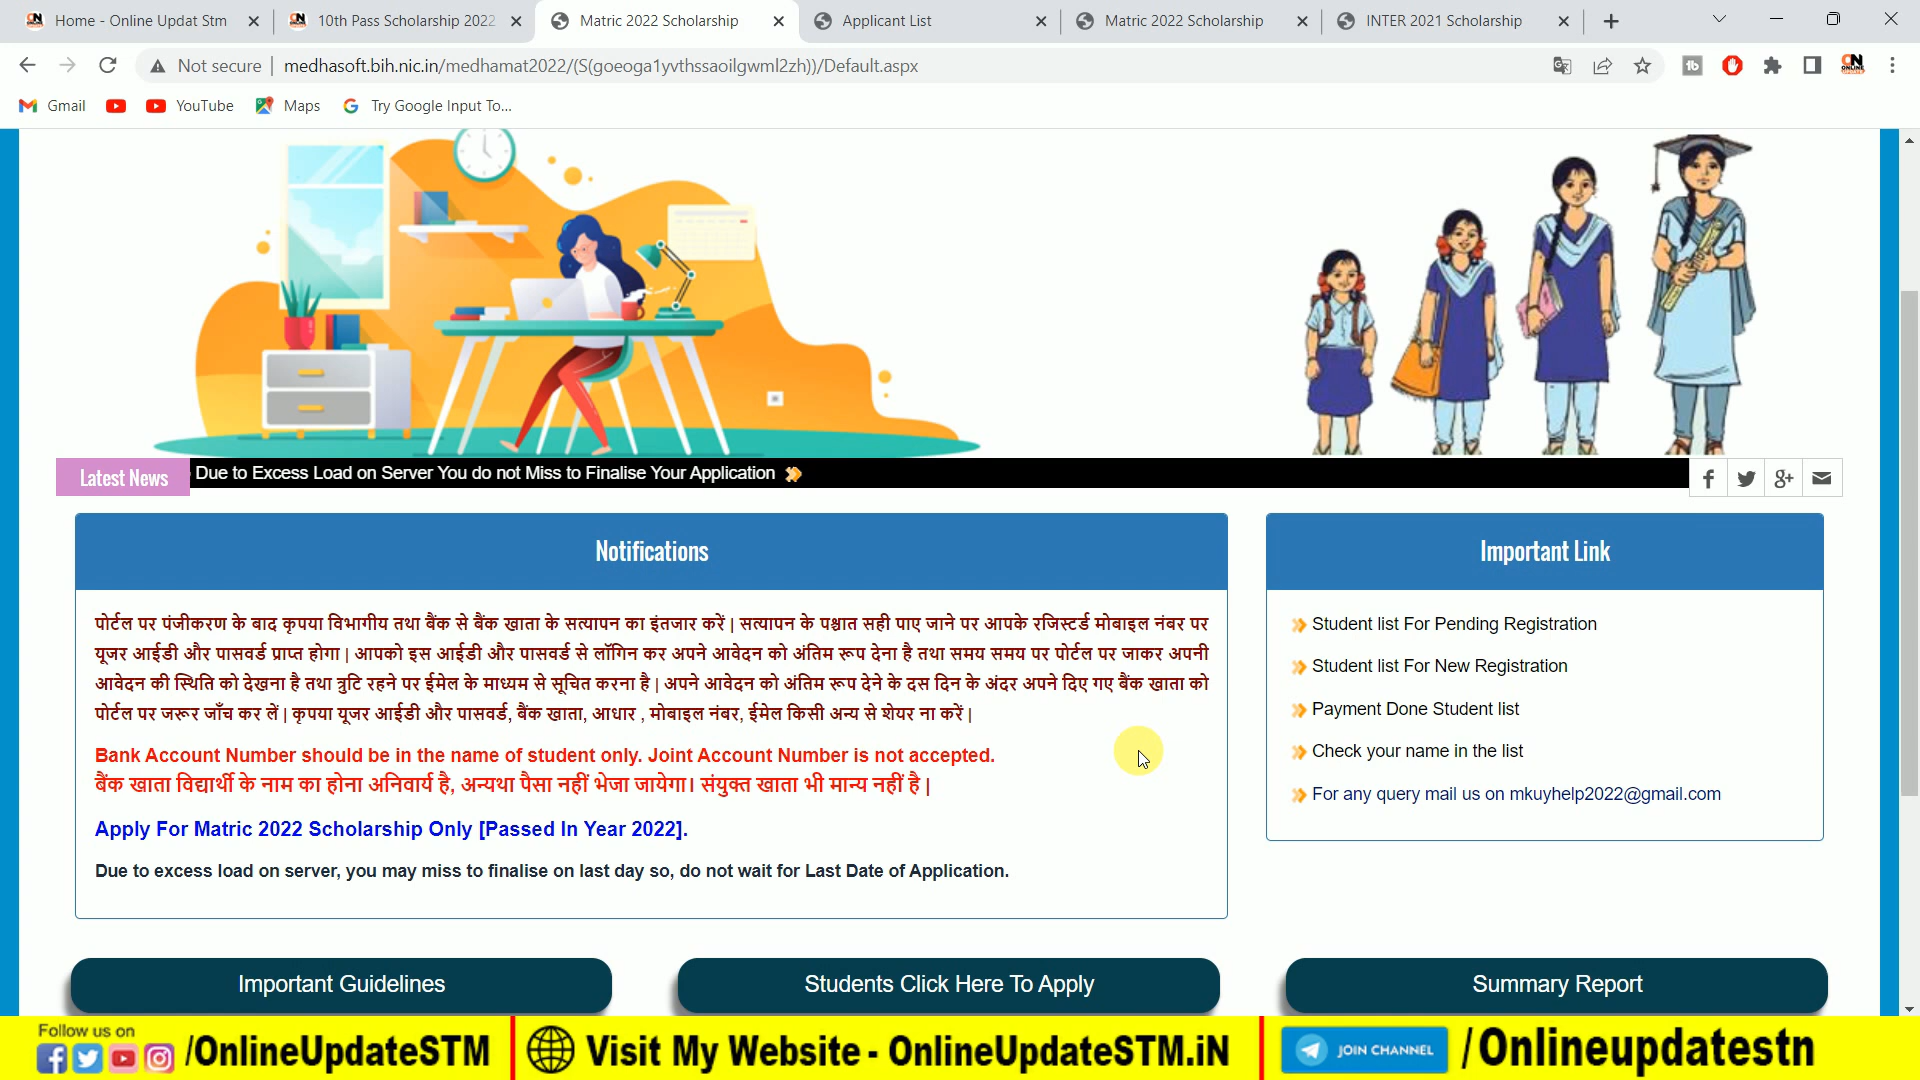 Home - Online Updat Stm
10th Pass Scholarship 2022
Matric 2022 Scholarship
Applicant List
Matric 2022 Scholarship
INTER 2021 Scholarship
Not secure
medhasoft.bih.nic.in/medhamat2022/(S(goeoga1yvthssaoilgwml2zh))/Default.aspx
Gmail
YouTube
Maps
Try Google Input To...
Latest News
Due to Excess Load on Server You do not Miss to Finalise Your Application
Notifications
पोर्टल पर पंजीकरण के बाद कृपया विभागीय तथा बैंक से बैंक खाता के सत्यापन का इंतजार करें | सत्यापन के पश्चात सही पाए जाने पर आपके रजिस्टर्ड मोबाइल नंबर पर
यूजर आईडी और पासवर्ड प्राप्त होगा | आपको इस आईडी और पासवर्ड से लॉगिन कर अपने आवेदन को अंतिम रूप देना है तथा समय समय पर पोर्टल पर जाकर अपनी
आवेदन की स्थिति को देखना है तथा त्रुटि रहने पर ईमेल के माध्यम से सूचित करना है | अपने आवेदन को अंतिम रूप देने के दस दिन के अंदर अपने दिए गए बैंक खाता को
पोर्टल पर जरूर जाँच कर लें | कृपया यूजर आईडी और पासवर्ड, बैंक खाता, आधार , मोबाइल नंबर, ईमेल किसी अन्य से शेयर ना करें |
Bank Account Number should be in the name of student only. Joint Account Number is not accepted.
बैंक खाता विद्यार्थी के नाम का होना अनिवार्य है, अन्यथा पैसा नहीं भेजा जायेगा। संयुक्त खाता भी मान्य नहीं है |
Apply For Matric 2022 Scholarship Only [Passed In Year 2022].
Due to excess load on server, you may miss to finalise on last day so, do not wait for Last Date of Application.
Important Link
Student list For Pending Registration
Student list For New Registration
Payment Done Student list
Check your name in the list
For any query mail us on mkuyhelp2022@gmail.com
Important Guidelines
Students Click Here To Apply
Summary Report
Follow us on
/OnlineUpdateSTM
Visit My Website - OnlineUpdateSTM.iN
JOIN CHANNEL
/Onlineupdatestn